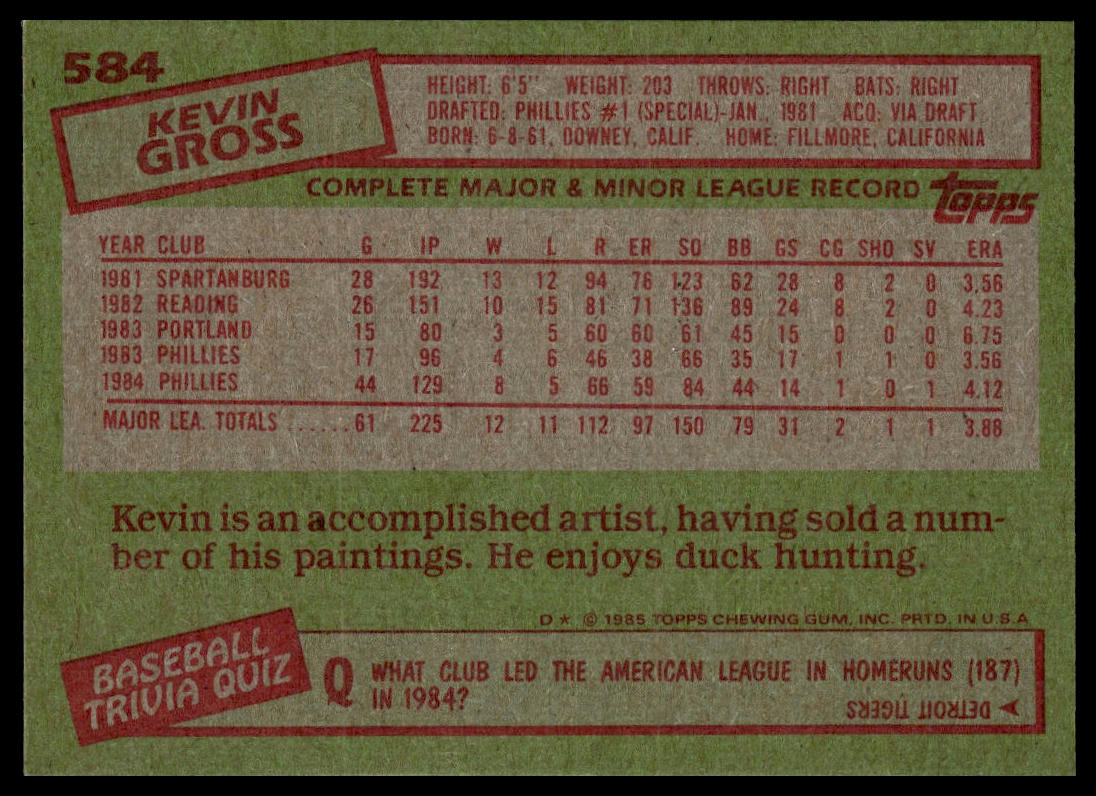 584
KEVIN
GROSS
HEIGHT: 6'5" WEIGHT: 203 THROWS: RIGHT BATS: RIGHT
DRAFTED: PHILLIES #1 (SPECIAL)-JAN., 1981 ACQ: VIA DRAFT
BORN: 6-8-61, DOWNEY, CALIF. HOME: FILLMORE, CALIFORNIA
COMPLETE MAJOR & MINOR LEAGUE RECORD topps
YEAR CLUB G IP W L R ER SO BB GS CG SHO SV ERA
1981 SPARTANBURG 28 192 13 12 94 76 123 62 28 8 2 0 3.56
1982 READING 26 151 10 15 81 71 136 89 24 8 2 0 4.23
1983 PORTLAND 15 80 3 5 60 60 61 45 15 0 0 0 6.75
1983 PHILLIES 17 96 4 6 46 38 66 35 17 1 1 0 3.56
1984 PHILLIES 44 129 8 5 66 59 84 44 14 1 0 1 4.12
MAJOR LEA. TOTALS ...... 61 225 12 11 112 97 150 79 31 2 1 1 3.88
Kevin is an accomplished artist, having sold a num-
ber of his paintings. He enjoys duck hunting.
D * © 1985 TOPPS CHEWING GUM, INC. PRTD. IN U.S.A
BASEBALL
TRIVIA QUIZ
Q WHAT CLUB LED THE AMERICAN LEAGUE IN HOMERUNS (187)
IN 1984?
DETROIT TIGERS